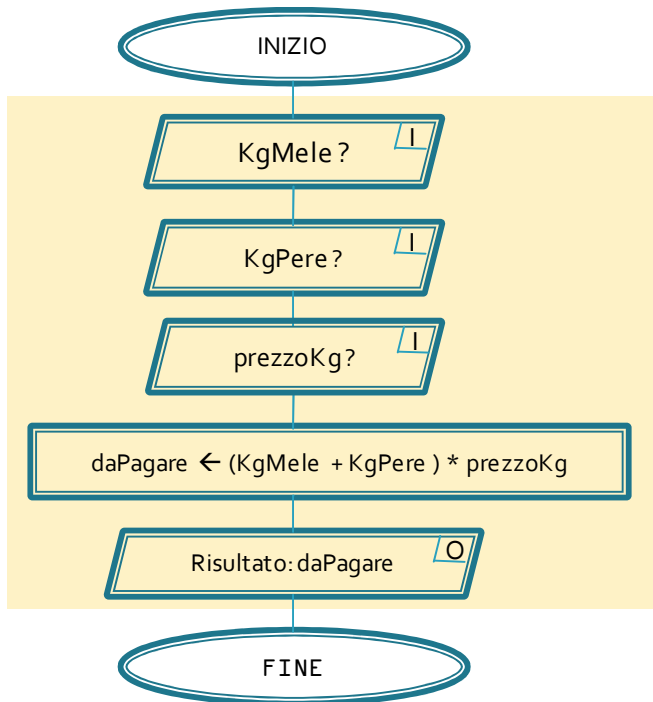 INIZIO
KgMele ?
I
KgPere ?
I
prezzoKg?
I
daPagare ← (KgMele + KgPere ) * prezzoKg
Risultato: daPagare
O
FINE